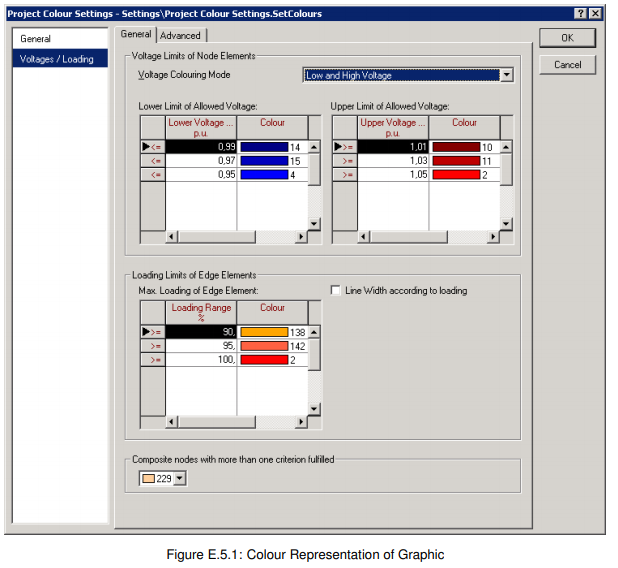 Project Colour Settings - Settings\Project Colour Settings.SetColours
General
Voltages / Loading
General
Advanced
OK
Cancel
Voltage Limits of Node Elements
Voltage Colouring Mode
Low and High Voltage
Lower Limit of Allowed Voltage:
Lower Voltage ... Colour
p.u.
<= 0,99 14
<= 0,97 15
<= 0,95 4
Upper Limit of Allowed Voltage:
Upper Voltage ... Colour
p.u.
>= 1,01 10
>= 1,03 11
>= 1,05 2
Loading Limits of Edge Elements
Max. Loading of Edge Element:
Line Width according to loading
Loading Range Colour
%
>= 90, 138
>= 95, 142
>= 100, 2
Composite nodes with more than one criterion fulfilled
229
Figure E.5.1: Colour Representation of Graphic